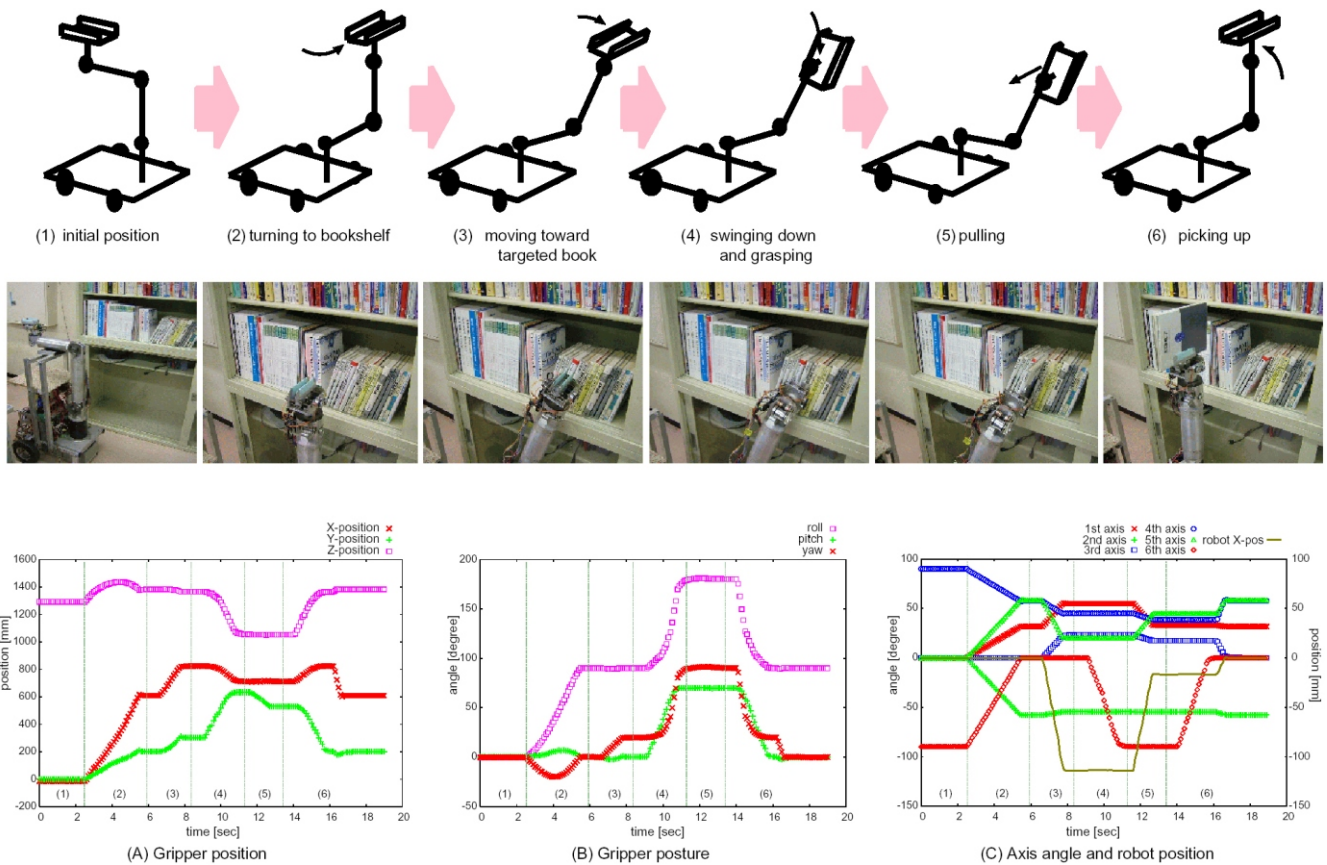 (1) initial position
(2) turning to bookshelf
(3) moving toward
targeted book
(4) swinging down
and grasping
(5) pulling
(6) picking up
X-position
Y-position
Z-position
1600
1400
1200
1000
800
600
400
200
0
-200
position [mm]
(1) (2) (3) (4) (5) (6)
0 2 4 6 8 10 12 14 16 18 20
time [sec]
(A) Gripper position
roll
pitch
yaw
200
150
100
50
0
-50
angle [degree]
(1) (2) (3) (4) (5) (6)
0 2 4 6 8 10 12 14 16 18 20
time [sec]
(B) Gripper posture
1st axis 4th axis
2nd axis 5th axis robot X-pos
3rd axis 6th axis
100 100
50 50
0 0
-50 -50
-100 -100
-150 -150
angle [degree]
position [mm]
(1) (2) (3) (4) (5) (6)
0 2 4 6 8 10 12 14 16 18 20
time [sec]
(C) Axis angle and robot position